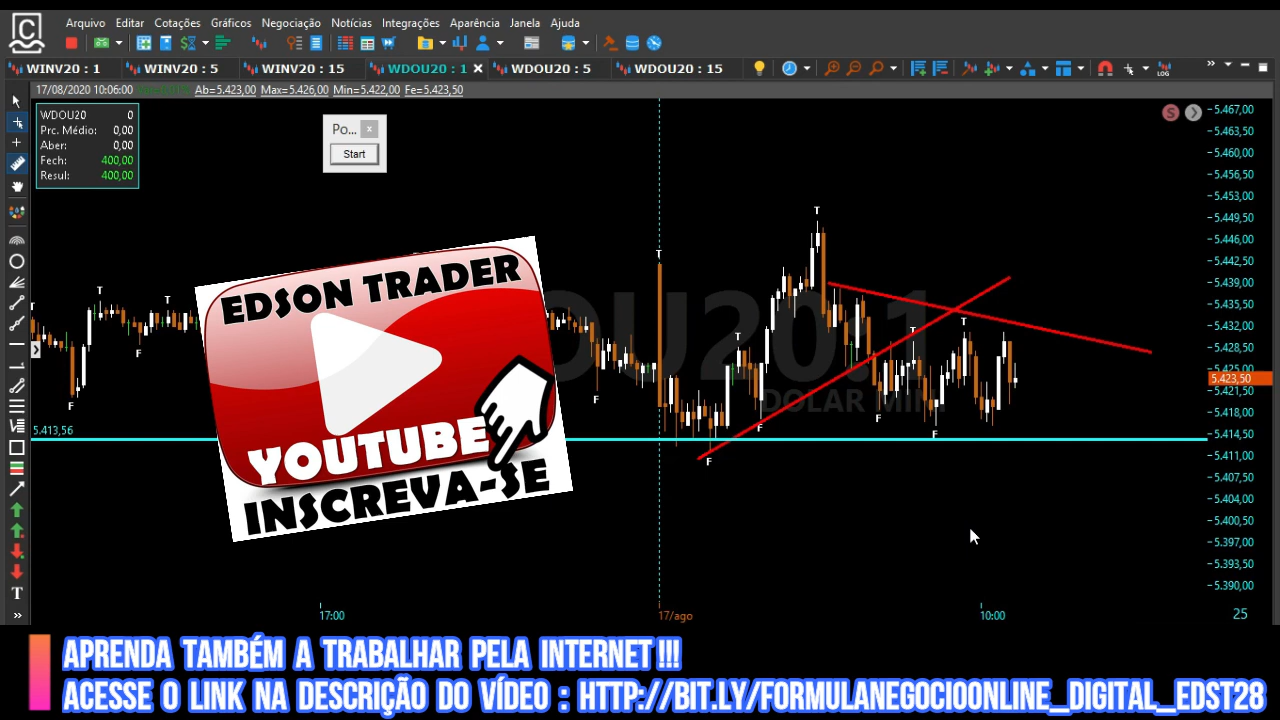 Arquivo Editar Cotações Gráficos Negociação Notícias Integrações Aparência Janela Ajuda
WINV20 : 1 WINV20 : 5 WINV20 : 15 WDOU20 : 1 WDOU20 : 5 WDOU20 : 15
LOG
17/08/2020 10:06:00 Ab=5.423,00 Max=5.426,00 Min=5.422,00 Fe=5.423,50
WDOU20 0
Prc. Médio: 0,00
Aber: 0,00
Fech: 400,00
Resul: 400,00
Po... x
Start
S
5.467,00
5.463,50
5.460,00
5.456,50
5.453,00
5.449,50
5.446,00
5.442,50
5.439,00
5.435,50
5.432,00
5.428,50
5.425,00
5.423,50
5.421,50
5.418,00
5.414,50
5.411,00
5.407,50
5.404,00
5.400,50
5.397,00
5.393,50
5.390,00
EDSON TRADER
YOUTUBE
INSCREVA-SE
OU20.1
DOLAR MINI
5.413,56
T T T T T T T
F F F F F F F
17:00 17/ago 10:00 25
APRENDA TAMBÉM A TRABALHAR PELA INTERNET !!!
ACESSE O LINK NA DESCRIÇÃO DO VÍDEO : HTTP://BIT.LY/FORMULANEGOCIOONLINE_DIGITAL_EDST28